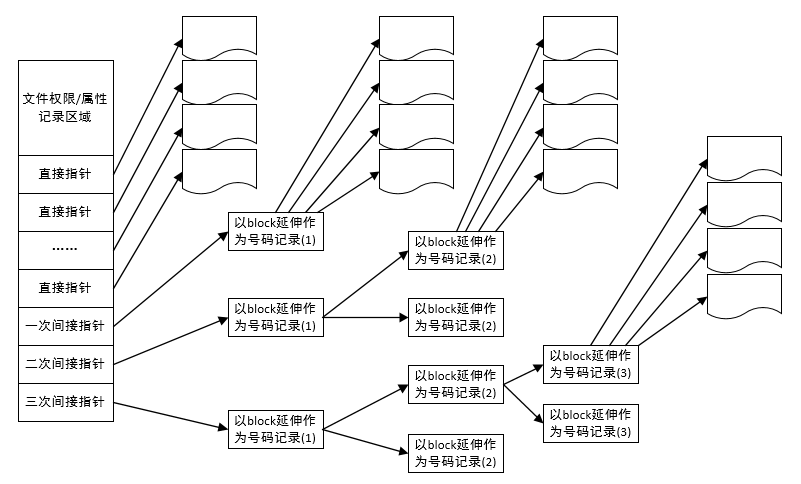 文件权限/属性
记录区域
直接指针
直接指针
……
直接指针
一次间接指针
二次间接指针
三次间接指针
以block延伸作
为号码记录(1)
以block延伸作
为号码记录(2)
以block延伸作
为号码记录(1)
以block延伸作
为号码记录(2)
以block延伸作
为号码记录(3)
以block延伸作
为号码记录(2)
以block延伸作
为号码记录(3)
以block延伸作
为号码记录(1)
以block延伸作
为号码记录(2)